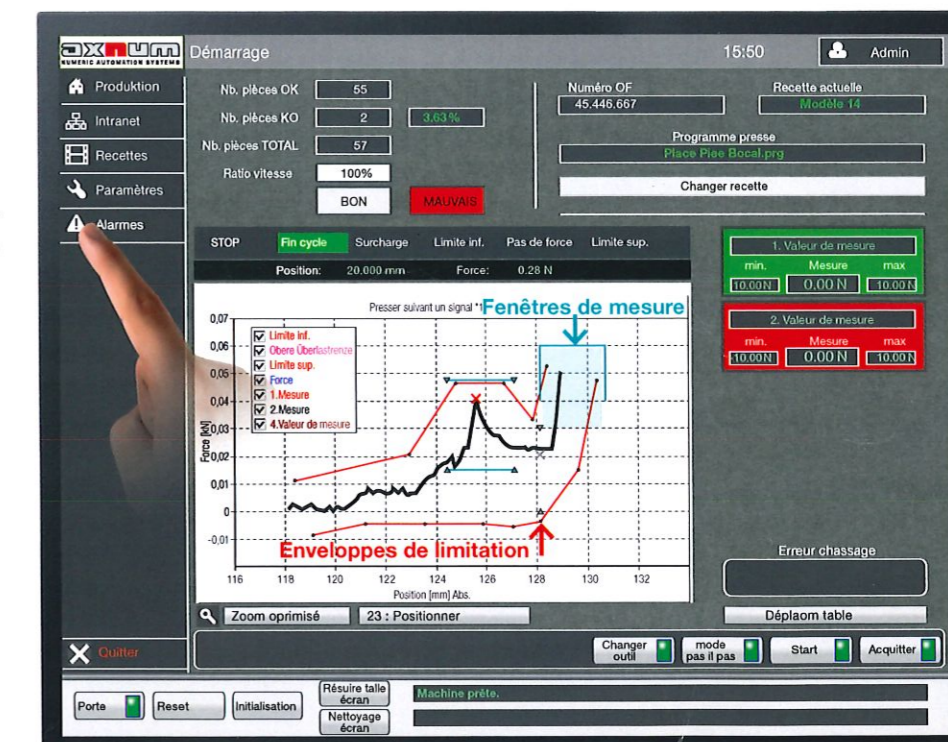 axnum
NUMERIC AUTOMATION SYSTEMS
Démarrage
15:50
Admin
Produktion
Intranet
Recettes
Paramètres
Alarmes
Quitter
Nb. pièces OK 55
Nb. pièces KO 2 3.63%
Nb. pièces TOTAL 57
Ratio vitesse 100%
BON MAUVAIS
Numéro OF
45.446.667
Recette actuelle
Modèle 14
Programme presse
Place Piee Bocal.prg
Changer recette
STOP Fin cycle Surcharge Limite inf. Pas de force Limite sup.
Position: 20.000 mm Force: 0.28 N
Presser suivant un signal "1
Fenêtres de mesure
Limite inf.
Obere Überlastrenze
Limite sup.
Force
1.Mesure
2.Mesure
4.Valeur de mesure
Force [kN]
0,07
0,06
0,05
0,04
0,03
0,02
0,01
0
-0,01
Enveloppes de limitation
116 118 120 122 124 126 128 130 132
Position [mm] Abs.
Zoom oprimisé
23 : Positionner
1. Valeur de mesure
min. Mesure max
10.00 N 0.00 N 10.00 N
2. Valeur de mesure
min. Mesure max
10.00 N 0.00 N 10.00 N
Erreur chassage
Déplaom table
Changer
outil
mode
pas il pas
Start
Acquitter
Porte
Reset
Initialisation
Résuire talle
écran
Nettoyage
écran
Machine prête.